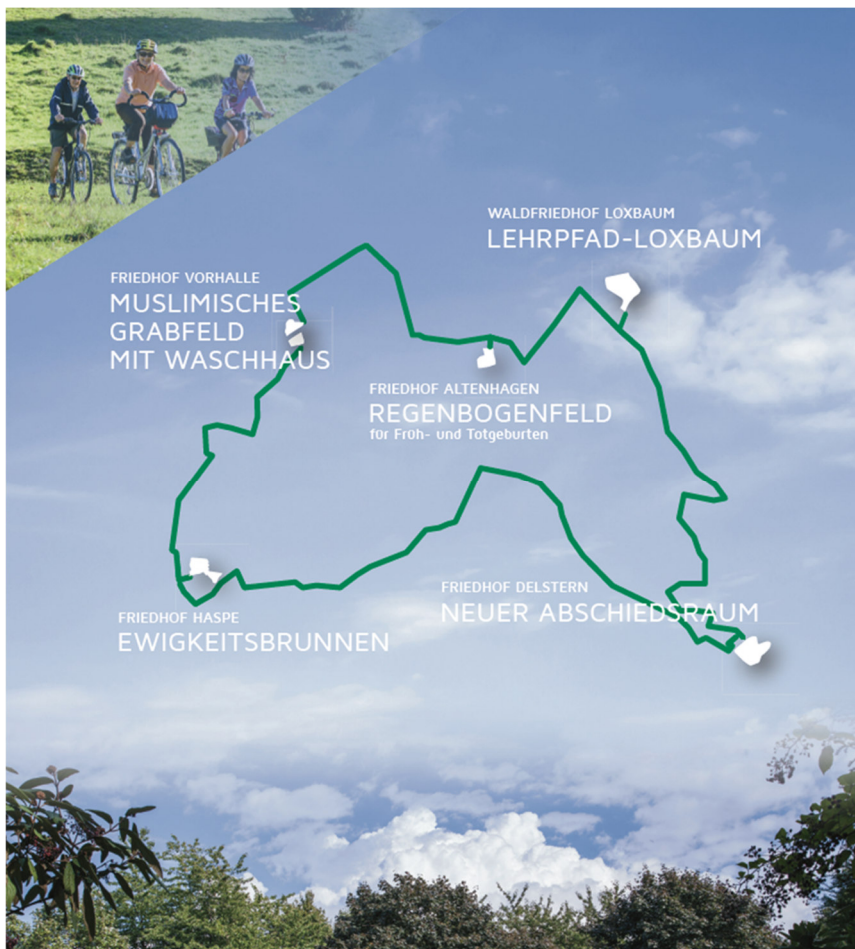 WALDFRIEDHOF LOXBAUM
LEHRPFAD-LOXBAUM
FRIEDHOF VORHALLE
MUSLIMISCHES
GRABFELD
MIT WASCHHAUS
FRIEDHOF ALTENHAGEN
REGENBOGENFELD
für Früh- und Totgeburten
FRIEDHOF DELSTERN
NEUER ABSCHIEDSRAUM
FRIEDHOF HASPE
EWIGKEITSBRUNNEN